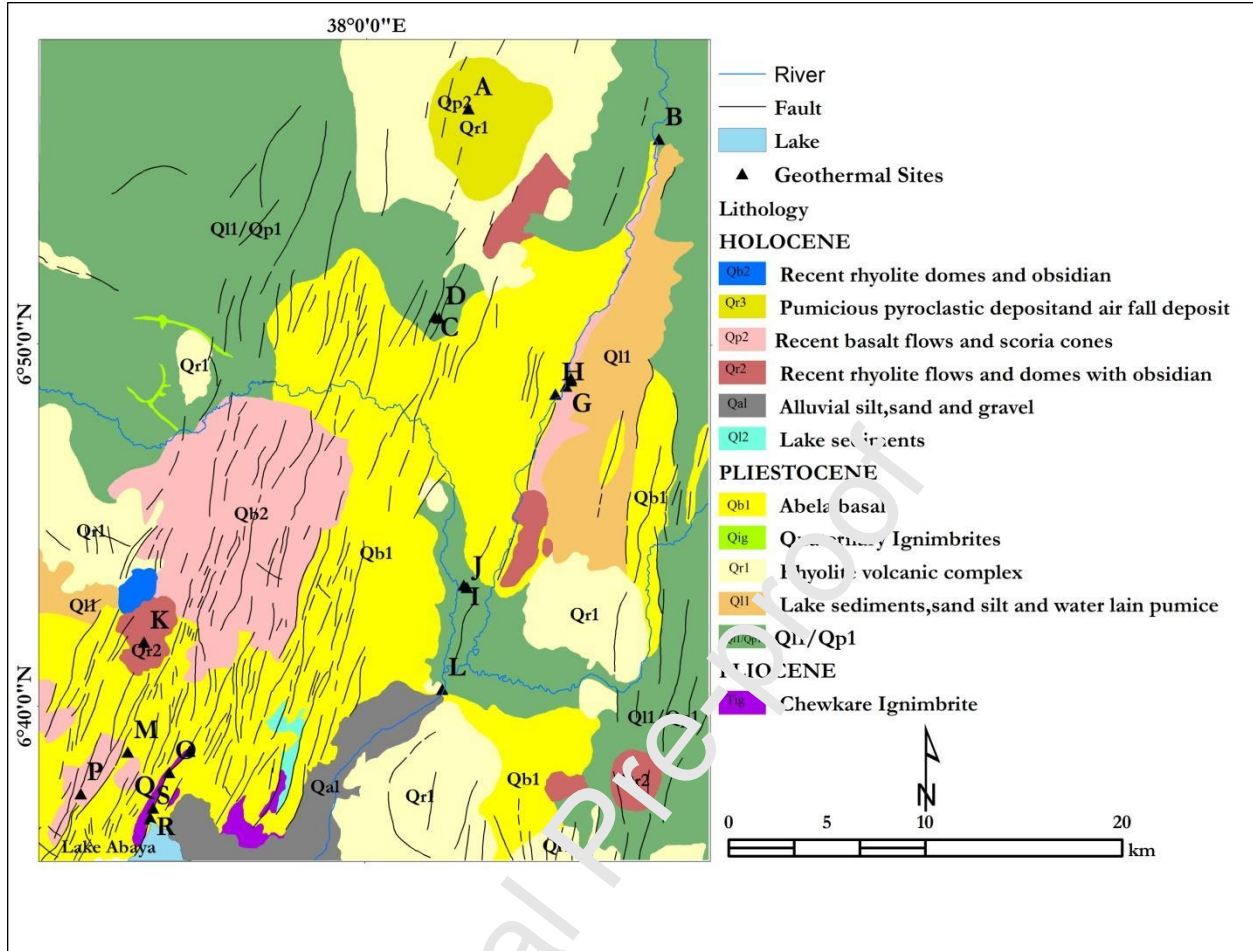 38°0'0"E
6°50'0"N
6°40'0"N
A
Qp2
Qr1
B
Ql1/Qp1
D
C
Qr1
H
G
Ql1
Qb1
Qb2
Qr1
Qb1
J
I
Qr1
Ql1
K
Qr2
L
Ql1/
M
O
P
Q
S
R
Qal
Qr1
Qb1
Lake Abaya
River
Fault
Lake
Geothermal Sites
Lithology
HOLOCENE
Qb2 Recent rhyolite domes and obsidian
Qr3 Pumicious pyroclastic depositand air fall deposit
Qp2 Recent basalt flows and scoria cones
Qr2 Recent rhyolite flows and domes with obsidian
Qal Alluvial silt,sand and gravel
Ql2 Lake sediments
PLIESTOCENE
Qb1 Abela basal
Qig Ignimbrites
Qr1 Rhyolite volcanic complex
Ql1 Lake sediments,sand silt and water lain pumice
Ql1/Qp1 Ql1/Qp1
PLIOCENE
Tig Chewkare Ignimbrite
N
0 5 10 20
km
Pre-proof